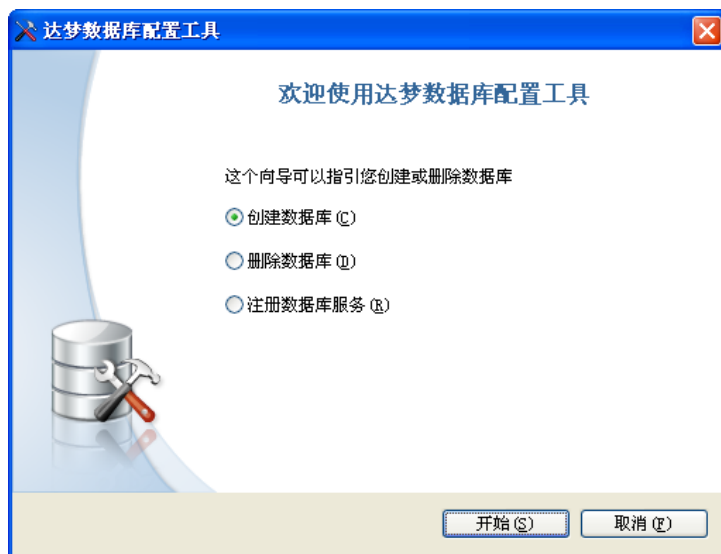 达梦数据库配置工具
欢迎使用达梦数据库配置工具
这个向导可以指引您创建或删除数据库
创建数据库(C)
删除数据库(D)
注册数据库服务(R)
开始(S)
取消(F)